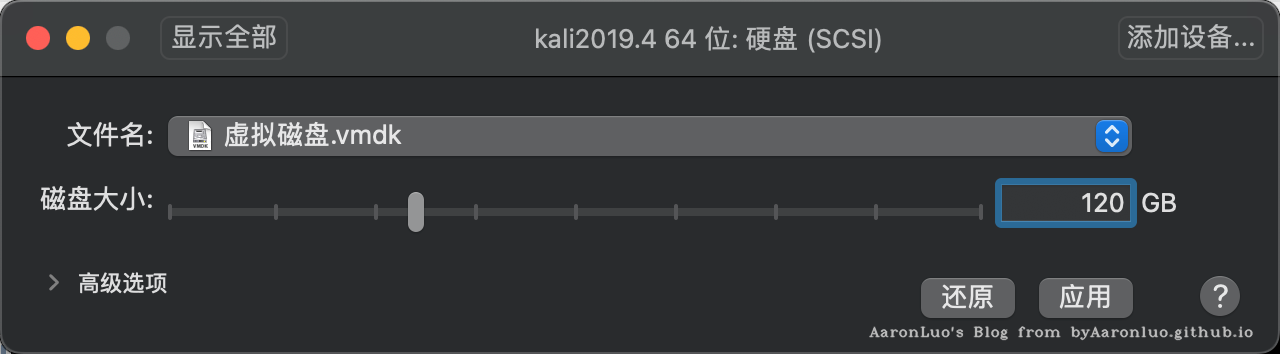 显示全部 kali2019.4 64 位: 硬盘 (SCSI) 添加设备...
文件名: 虚拟磁盘.vmdk
磁盘大小: 120 GB
高级选项
还原 应用 ?
AaronLuo's Blog from byAaronluo.github.io